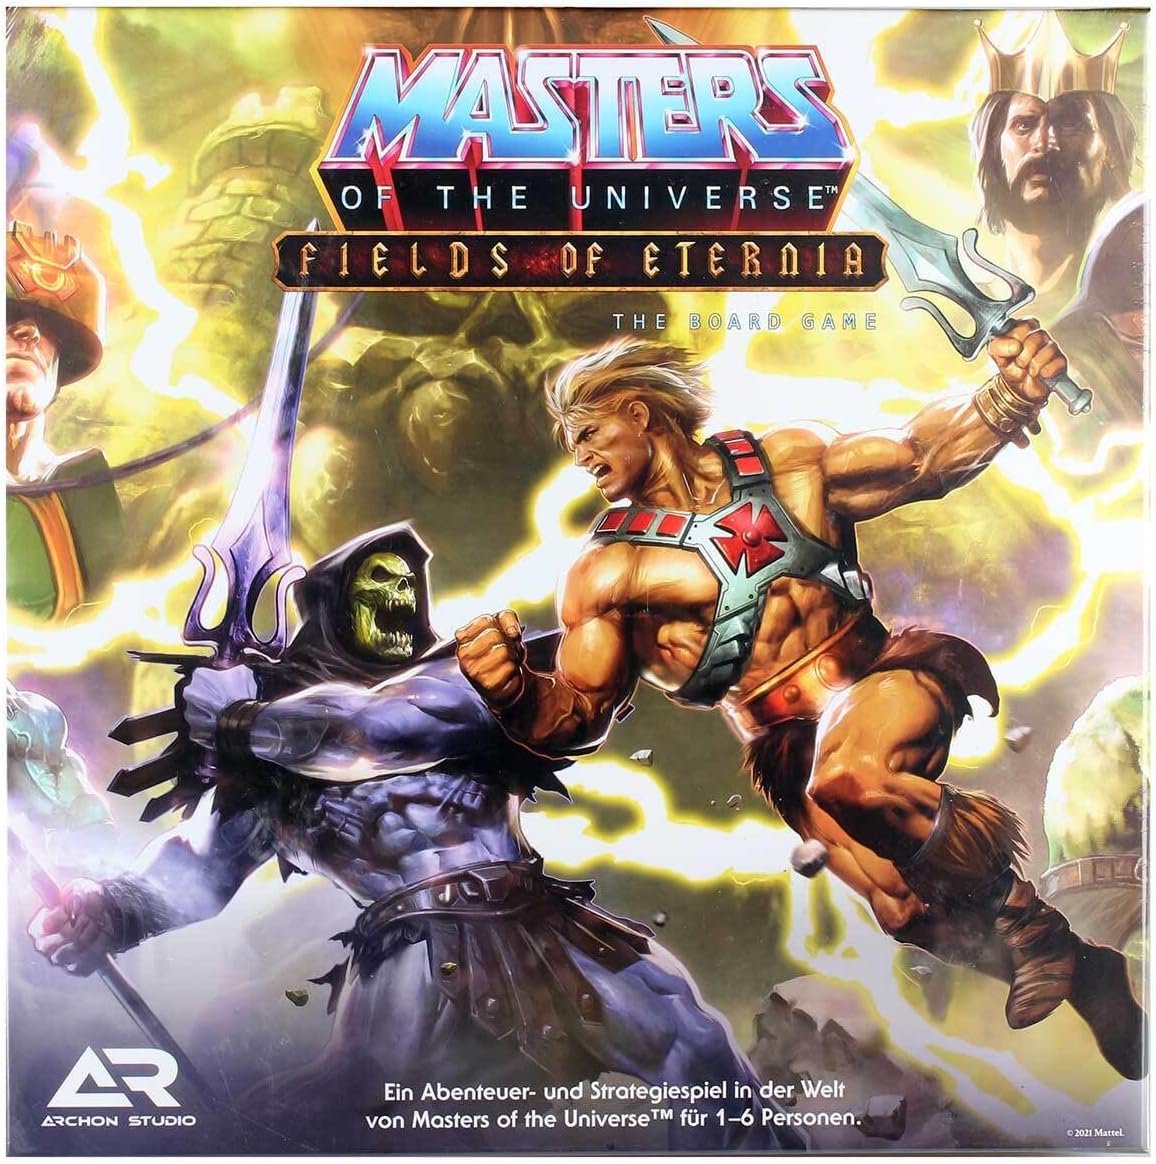 MASTERS
OF THE UNIVERSE™
FIELDS OF ETERNIA
THE BOARD GAME
AR
ARCHON STUDIO
Ein Abenteuer- und Strategiespiel in der Welt
von Masters of the Universe™ für 1–6 Personen.
© 2021 Mattel.